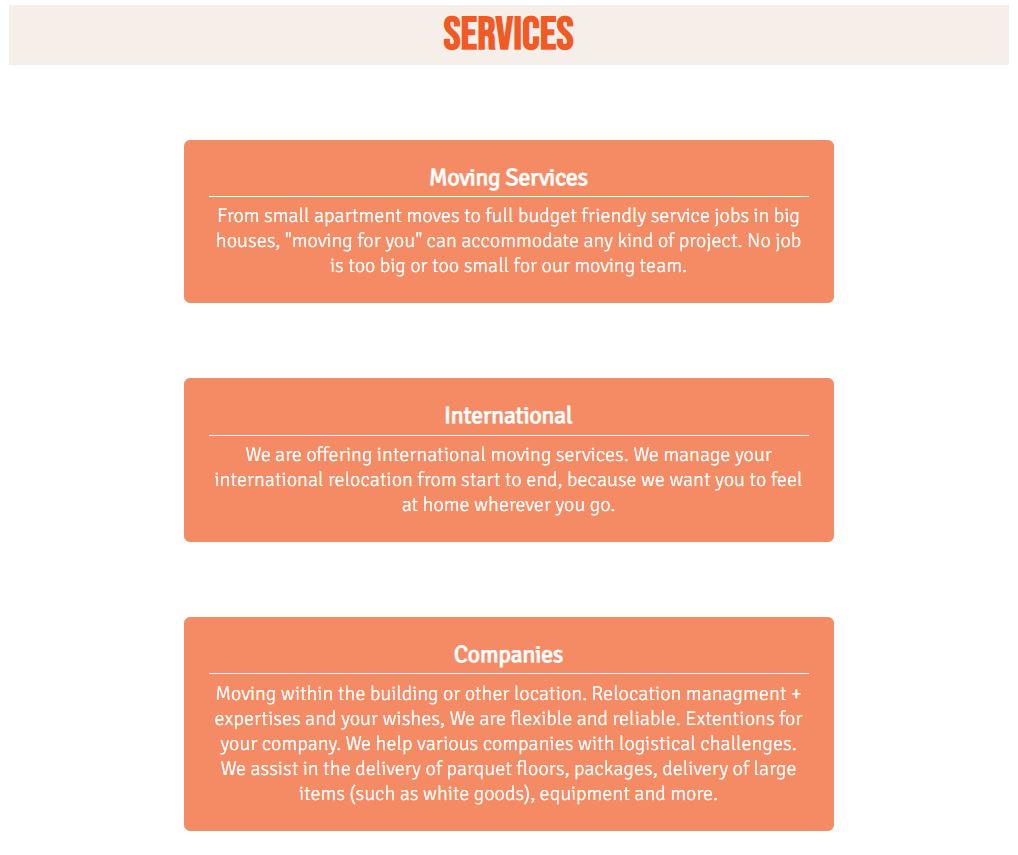 SERVICES
Moving Services
From small apartment moves to full budget friendly service jobs in big
houses, "moving for you" can accommodate any kind of project. No job
is too big or too small for our moving team.
International
We are offering international moving services. We manage your
international relocation from start to end, because we want you to feel
at home wherever you go.
Companies
Moving within the building or other location. Relocation managment +
expertises and your wishes, We are flexible and reliable. Extentions for
your company. We help various companies with logistical challenges.
We assist in the delivery of parquet floors, packages, delivery of large
items (such as white goods), equipment and more.